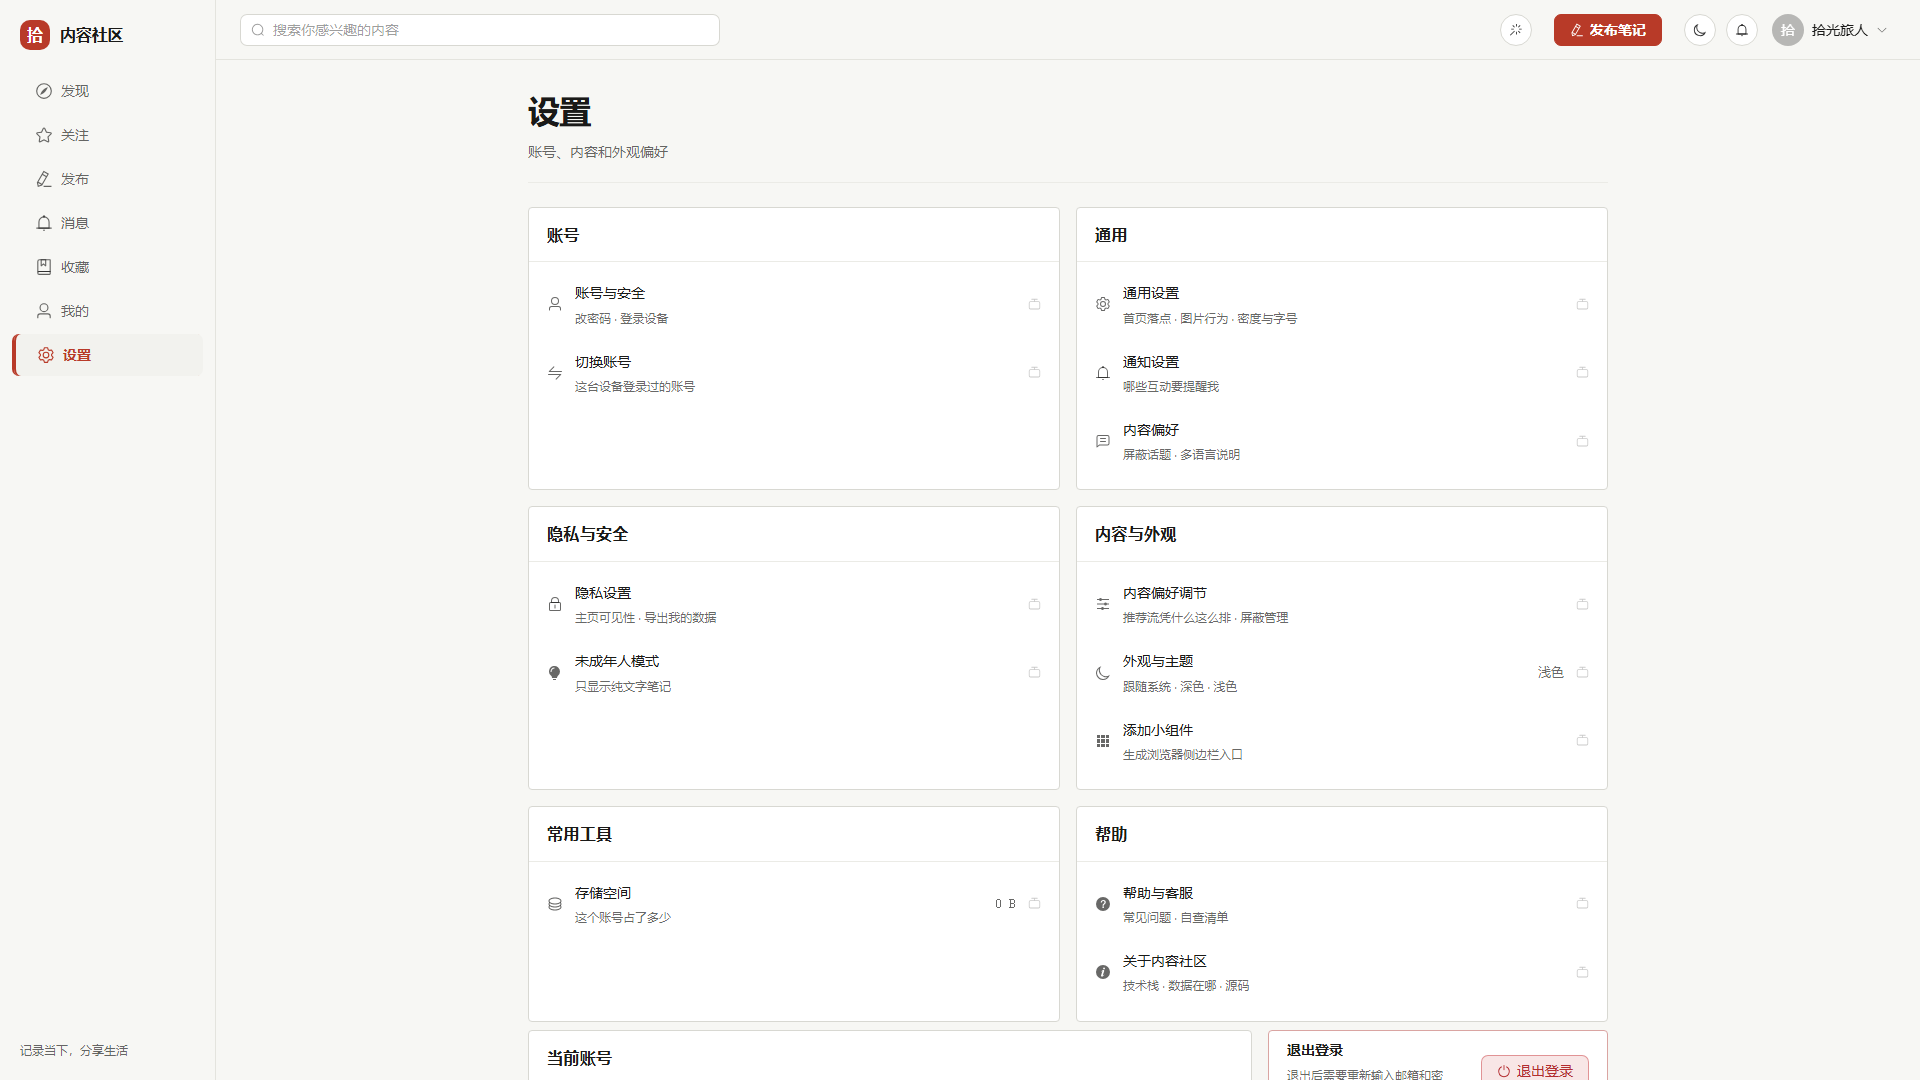 拾 内容社区
搜索你感兴趣的内容
发布笔记
拾 拾光旅人
发现
关注
发布
消息
收藏
我的
设置
记录当下，分享生活
设置
账号、内容和外观偏好
账号
账号与安全
改密码 · 登录设备
切换账号
这台设备登录过的账号
通用
通用设置
首页落点 · 图片行为 · 密度与字号
通知设置
哪些互动要提醒我
内容偏好
屏蔽话题 · 多语言说明
隐私与安全
隐私设置
主页可见性 · 导出我的数据
未成年人模式
只显示纯文字笔记
内容与外观
内容偏好调节
推荐流凭什么这么排 · 屏蔽管理
外观与主题
浅色
跟随系统 · 深色 · 浅色
添加小组件
生成浏览器侧边栏入口
常用工具
存储空间
0 B
这个账号占了多少
帮助
帮助与客服
常见问题 · 自查清单
关于内容社区
技术栈 · 数据在哪 · 源码
当前账号
退出登录
退出后需要重新输入邮箱和密
退出登录